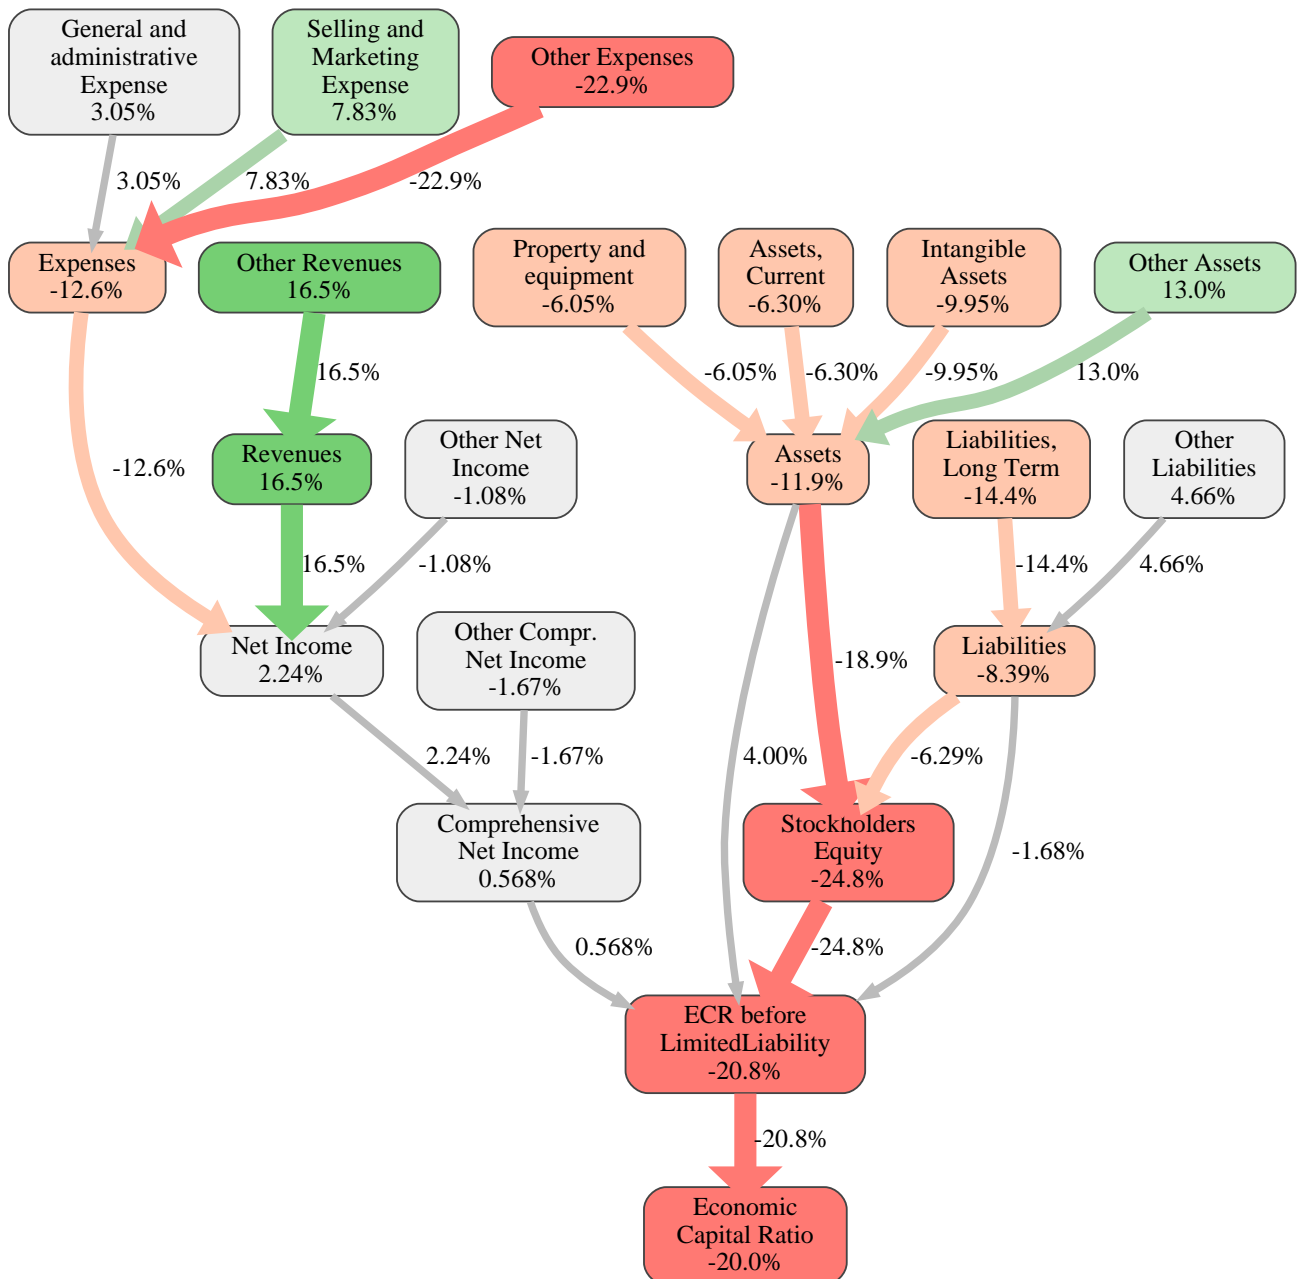 General and
administrative
Expense
3.05%
Selling and
Marketing
Expense
7.83%
Other Expenses
-22.9%
3.05%
7.83%
-22.9%
Expenses
-12.6%
Other Revenues
16.5%
Property and
equipment
-6.05%
Assets,
Current
-6.30%
Intangible
Assets
-9.95%
Other Assets
13.0%
16.5%
-6.05%
-6.30%
-9.95%
13.0%
-12.6%
Revenues
16.5%
Other Net
Income
-1.08%
Assets
-11.9%
Liabilities,
Long Term
-14.4%
Other
Liabilities
4.66%
16.5%
-1.08%
-14.4%
4.66%
Net Income
2.24%
Other Compr.
Net Income
-1.67%
-18.9%
Liabilities
-8.39%
2.24%
-1.67%
4.00%
-6.29%
Comprehensive
Net Income
0.568%
Stockholders
Equity
-24.8%
-1.68%
0.568%
-24.8%
ECR before
LimitedLiability
-20.8%
-20.8%
Economic
Capital Ratio
-20.0%